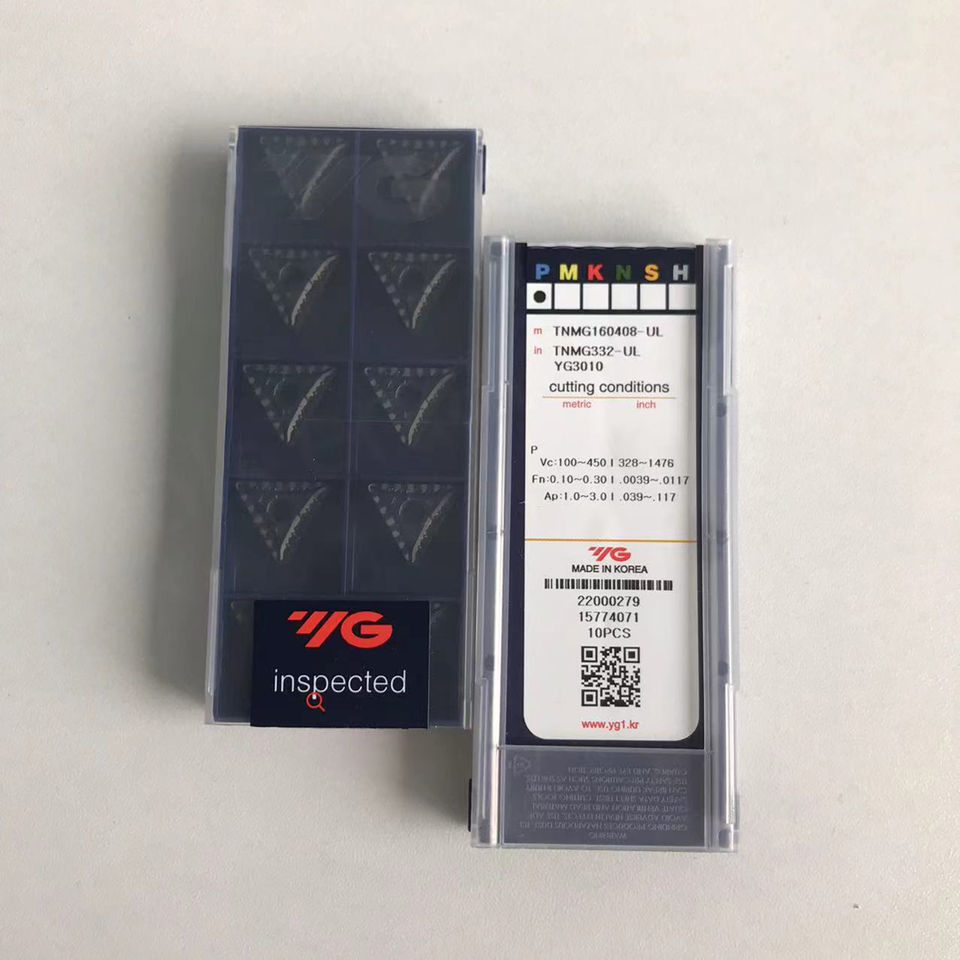 YG
inspected
P M K N S H
m TNMG160408-UL
in TNMG332-UL
YG3010
cutting conditions
metric inch
P
Vc:100~450 I 328~1476
Fn:0.10~0.30 I .0039~.0117
Ap:1.0~3.0 I .039~.117
YG
MADE IN KOREA
22000279
15774071
10PCS
www.yg1.kr
WARNING